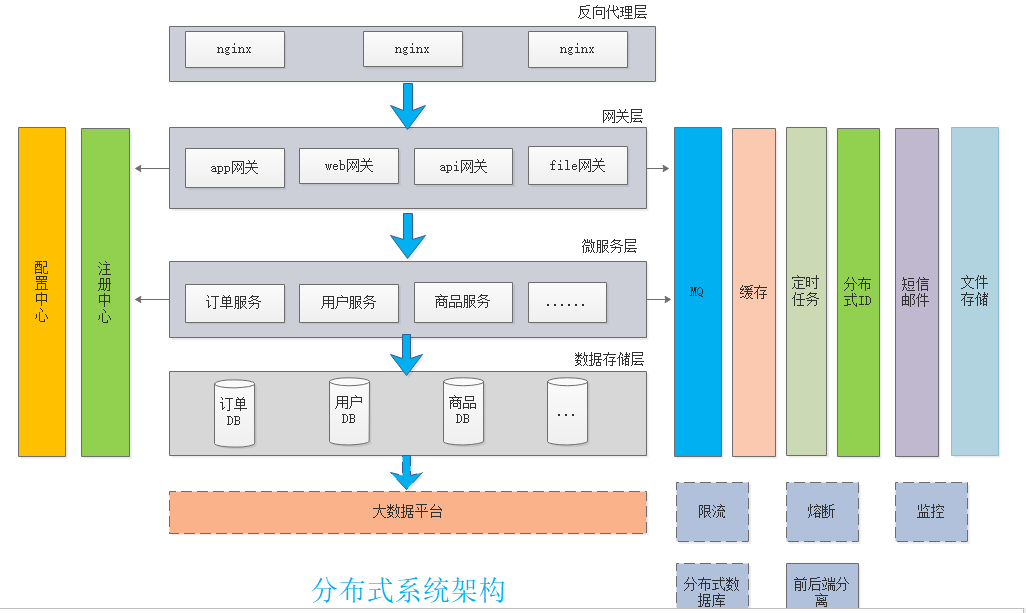 反向代理层
nginx
nginx
nginx
网关层
app网关
web网关
api网关
file网关
配置中心
注册中心
微服务层
订单服务
用户服务
商品服务
......
MQ
缓存
定时
任务
分布
式ID
短信
邮件
文件
存储
数据存储层
订单
DB
用户
DB
商品
DB
...
大数据平台
限流
熔断
监控
分布式系统架构
分布式数
据库
前后端分
离